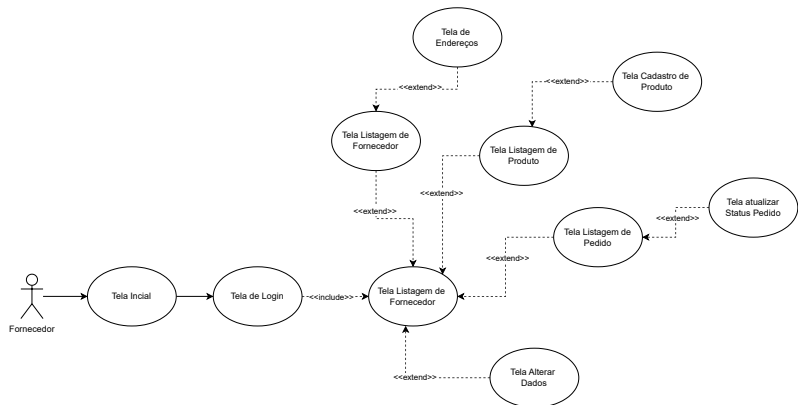 Tela de
Endereços
<<extend>>
Tela Cadastro de
Produto
<<extend>>
Tela Listagem de
Fornecedor
Tela Listagem de
Produto
<<extend>>
<<extend>>
Tela atualizar
Status Pedido
<<extend>>
Tela Listagem de
Pedido
<<extend>>
Fornecedor
Tela Incial
Tela de Login
<<include>>
Tela Listagem de
Fornecedor
<<extend>>
Tela Alterar
Dados